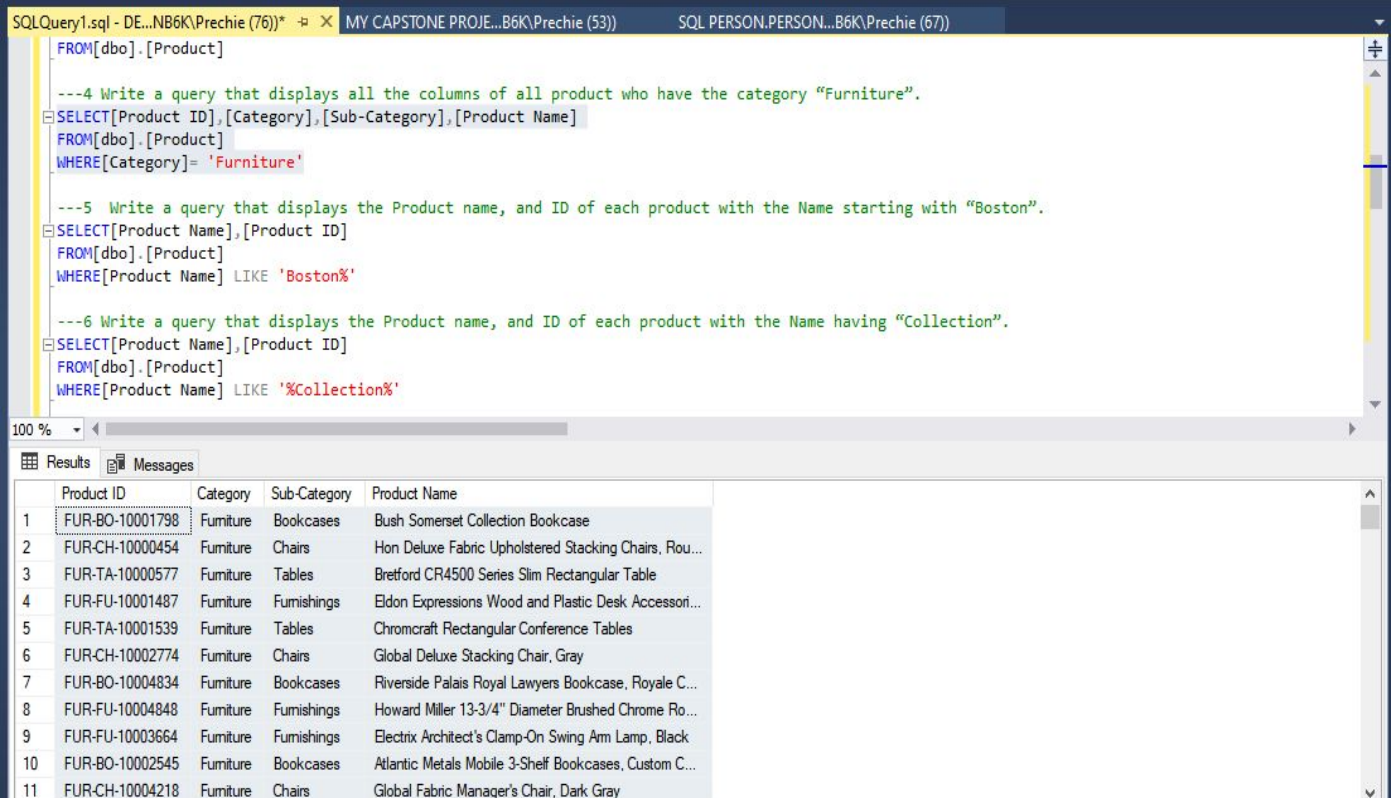 SQLQuery1.sql - DE...NB6K\Prechie (76))* MY CAPSTONE PROJE...B6K\Prechie (53)) SQL PERSON.PERSON...B6K\Prechie (67))
FROM[dbo].[Product]
---4 Write a query that displays all the columns of all product who have the category “Furniture”.
SELECT[Product ID],[Category],[Sub-Category],[Product Name]
FROM[dbo].[Product]
WHERE[Category]= 'Furniture'
---5  Write a query that displays the Product name, and ID of each product with the Name starting with “Boston”.
SELECT[Product Name],[Product ID]
FROM[dbo].[Product]
WHERE[Product Name] LIKE 'Boston%'
---6 Write a query that displays the Product name, and ID of each product with the Name having “Collection”.
SELECT[Product Name],[Product ID]
FROM[dbo].[Product]
WHERE[Product Name] LIKE '%Collection%'
100 %
Results Messages
Product ID Category Sub-Category Product Name
1 FUR-BO-10001798 Furniture Bookcases Bush Somerset Collection Bookcase
2 FUR-CH-10000454 Furniture Chairs Hon Deluxe Fabric Upholstered Stacking Chairs, Rou...
3 FUR-TA-10000577 Furniture Tables Bretford CR4500 Series Slim Rectangular Table
4 FUR-FU-10001487 Furniture Furnishings Eldon Expressions Wood and Plastic Desk Accessori...
5 FUR-TA-10001539 Furniture Tables Chromcraft Rectangular Conference Tables
6 FUR-CH-10002774 Furniture Chairs Global Deluxe Stacking Chair, Gray
7 FUR-BO-10004834 Furniture Bookcases Riverside Palais Royal Lawyers Bookcase, Royale C...
8 FUR-FU-10004848 Furniture Furnishings Howard Miller 13-3/4" Diameter Brushed Chrome Ro...
9 FUR-FU-10003664 Furniture Furnishings Electrix Architect's Clamp-On Swing Arm Lamp, Black
10 FUR-BO-10002545 Furniture Bookcases Atlantic Metals Mobile 3-Shelf Bookcases, Custom C...
11 FUR-CH-10004218 Furniture Chairs Global Fabric Manager's Chair, Dark Gray